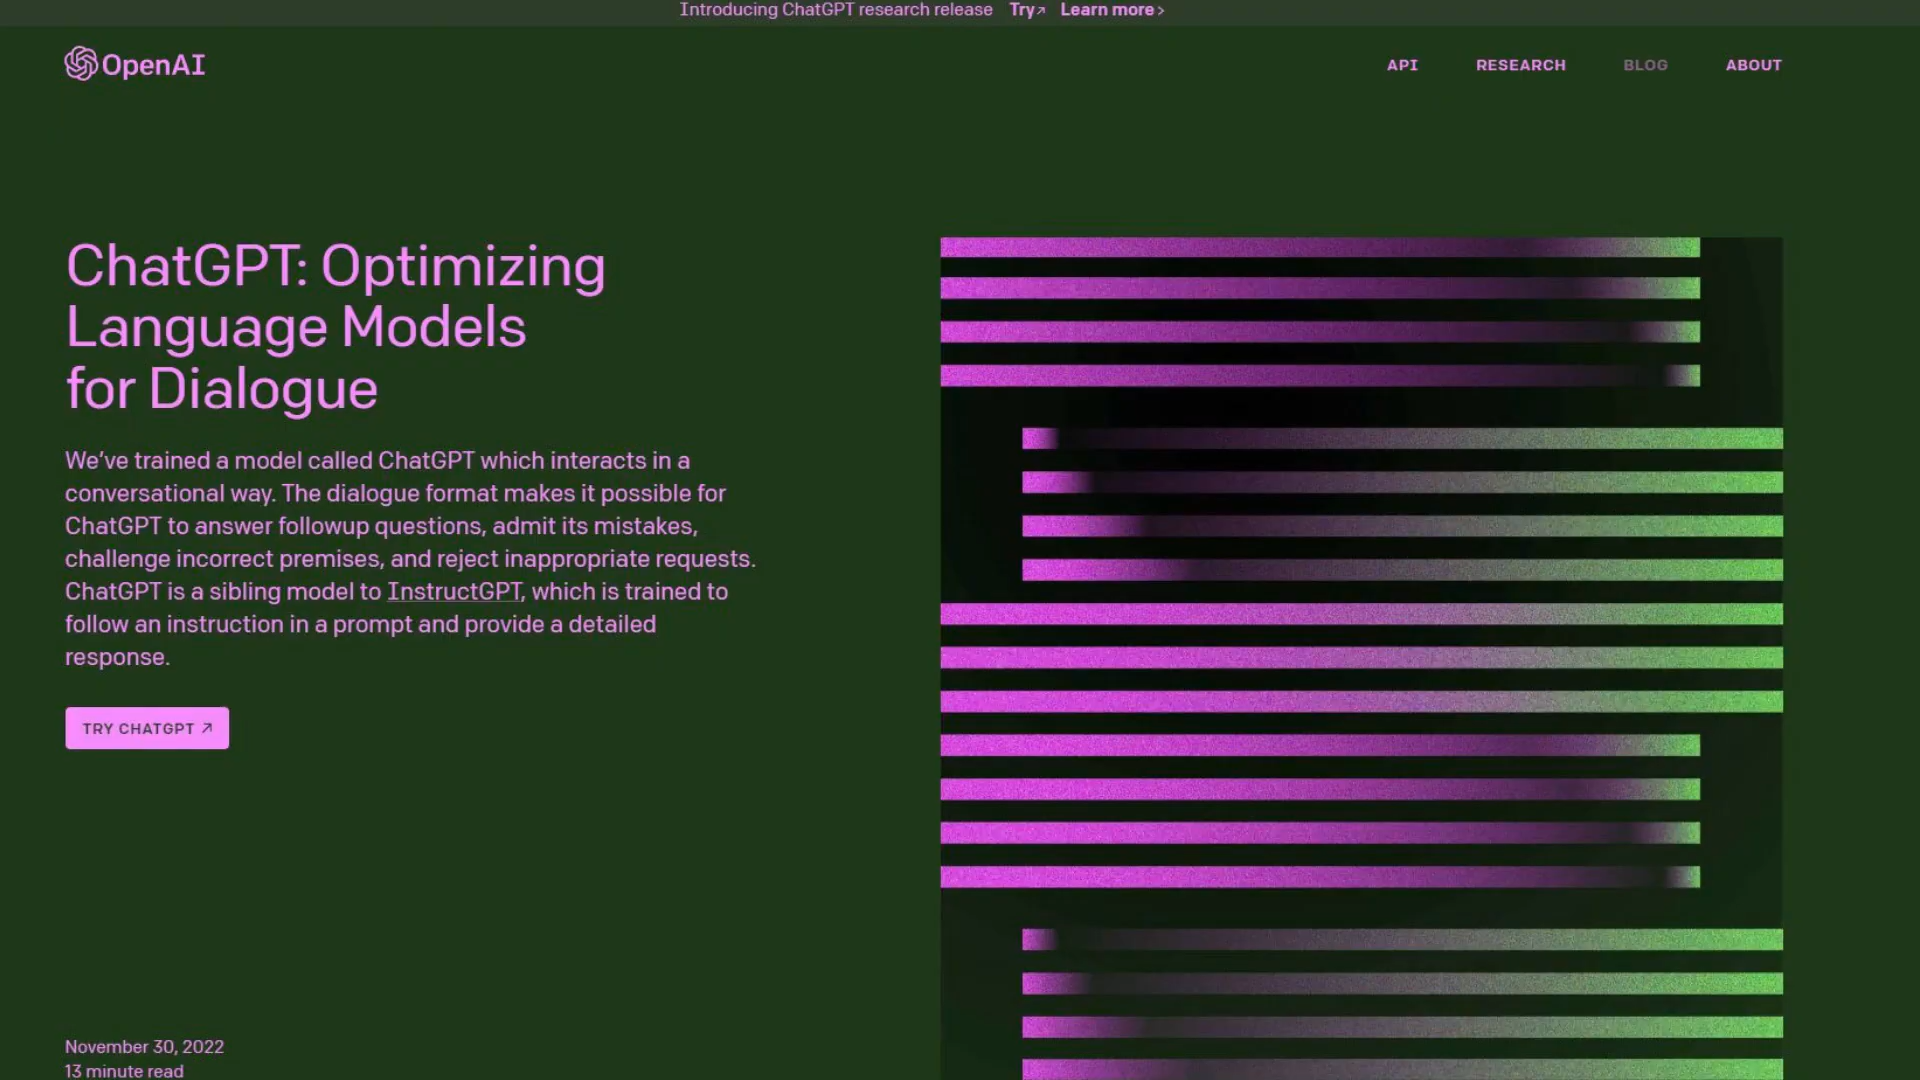 Introducing ChatGPT research release Try↗ Learn more ›
OpenAI
API RESEARCH BLOG ABOUT
ChatGPT: Optimizing
Language Models
for Dialogue
We’ve trained a model called ChatGPT which interacts in a
conversational way. The dialogue format makes it possible for
ChatGPT to answer followup questions, admit its mistakes,
challenge incorrect premises, and reject inappropriate requests.
ChatGPT is a sibling model to InstructGPT, which is trained to
follow an instruction in a prompt and provide a detailed
response.
TRY CHATGPT ↗
November 30, 2022
13 minute read